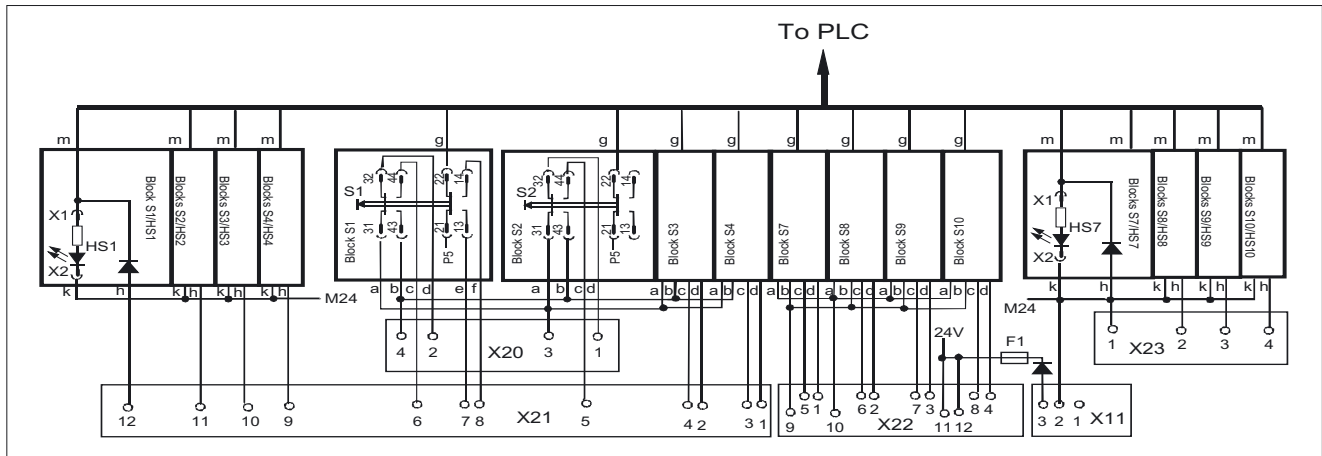 To PLC
m m m m g g g g g g g g m m m m m
X1
HS1
X2
Block S1/HS1
Blocks S2/HS2
Blocks S3/HS3
Blocks S4/HS4
k h k h k h k h
M24
S1
Block S1
32 44 22 14
31 43 21 13
P5
a b c d e f
S2
Block S2
32 44 22 14
31 43 21 13
P5
a b c d
Block S3
Block S4
Block S7
Block S8
Block S9
Block S10
a b c d a b c d a b c d a b c d a b c d a b c d
X1
HS7
X2
Blocks S7/HS7
Blocks S8/HS8
Blocks S9/HS9
Blocks S10/HS10
k h k h k h k h
M24
4 2 X20 3 1
24V
F1
1 X23 2 3 4
12 11 10 9 X21 6 7 8 5 4 2 3 1
9 5 1 10 6 2 X22 7 3 11 12 8 4
3 2 1 X11